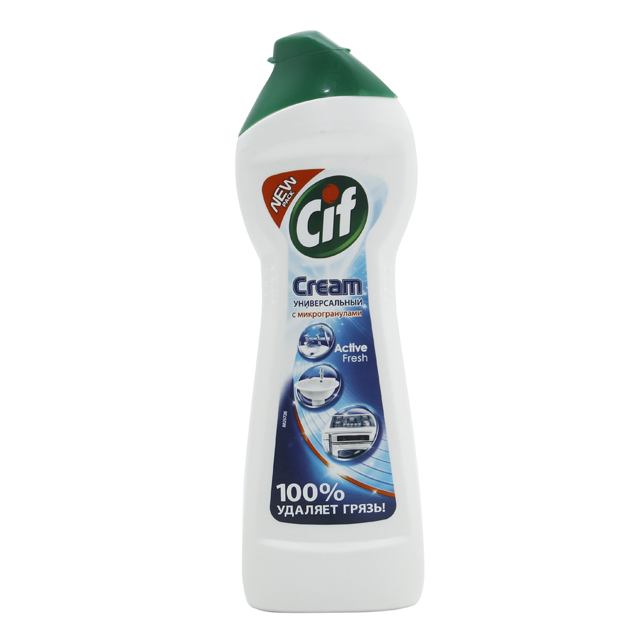 NEW
PACK
Cif
Cream
УНИВЕРСАЛЬНЫЙ
с микрогранулами
Active
Fresh
100%
УДАЛЯЕТ ГРЯЗЬ!